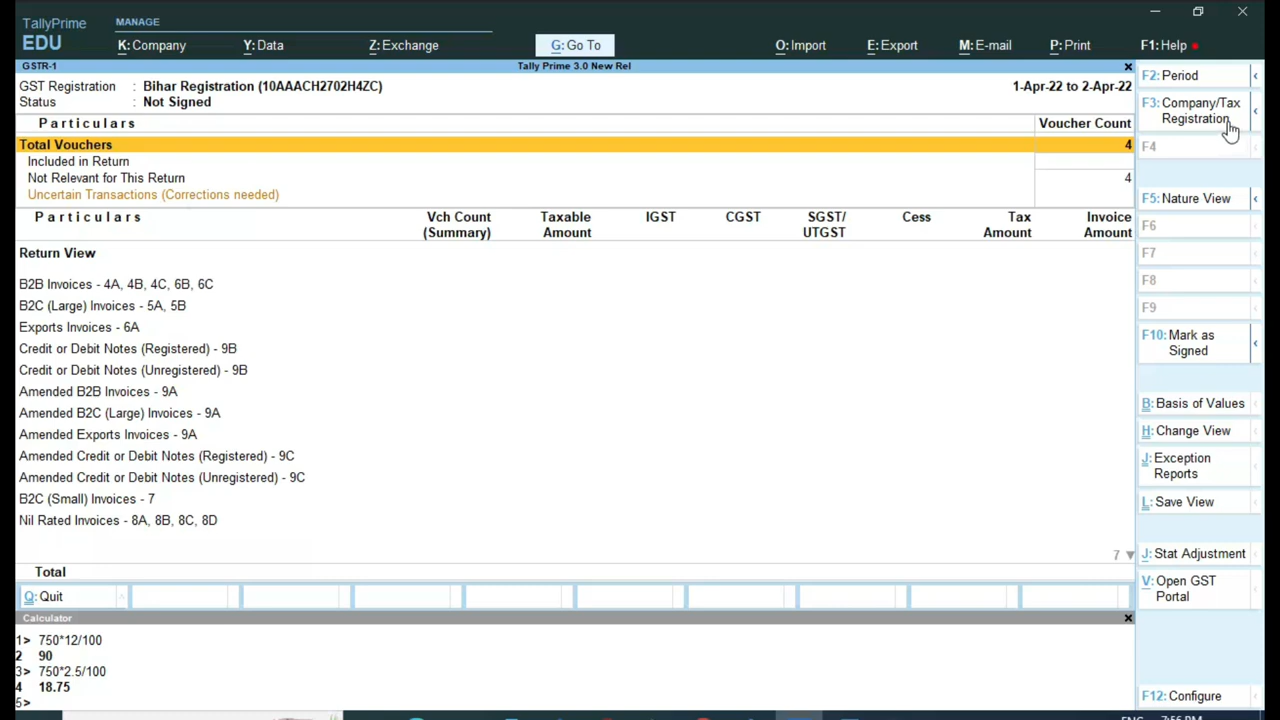 TallyPrime
EDU
MANAGE
K: Company
Y: Data
Z: Exchange
G: Go To
O: Import
E: Export
M: E-mail
P: Print
F1: Help
GSTR-1
Tally Prime 3.0 New Rel
GST Registration : Bihar Registration (10AAACH2702H4ZC)
1-Apr-22 to 2-Apr-22
Status : Not Signed
Particulars Voucher Count
Total Vouchers 4
Included in Return
Not Relevant for This Return 4
Uncertain Transactions (Corrections needed)
Particulars Vch Count Taxable IGST CGST SGST/ Cess Tax Invoice
(Summary) Amount UTGST Amount Amount
Return View
B2B Invoices - 4A, 4B, 4C, 6B, 6C
B2C (Large) Invoices - 5A, 5B
Exports Invoices - 6A
Credit or Debit Notes (Registered) - 9B
Credit or Debit Notes (Unregistered) - 9B
Amended B2B Invoices - 9A
Amended B2C (Large) Invoices - 9A
Amended Exports Invoices - 9A
Amended Credit or Debit Notes (Registered) - 9C
Amended Credit or Debit Notes (Unregistered) - 9C
B2C (Small) Invoices - 7
Nil Rated Invoices - 8A, 8B, 8C, 8D
7
Total
Q: Quit
Calculator
1> 750*12/100
2 90
3> 750*2.5/100
4 18.75
5>
F2: Period
F3: Company/Tax
Registration
F4
F5: Nature View
F6
F7
F8
F9
F10: Mark as
Signed
B: Basis of Values
H: Change View
J: Exception
Reports
L: Save View
J: Stat Adjustment
V: Open GST
Portal
F12: Configure
ENG 7:56 PM